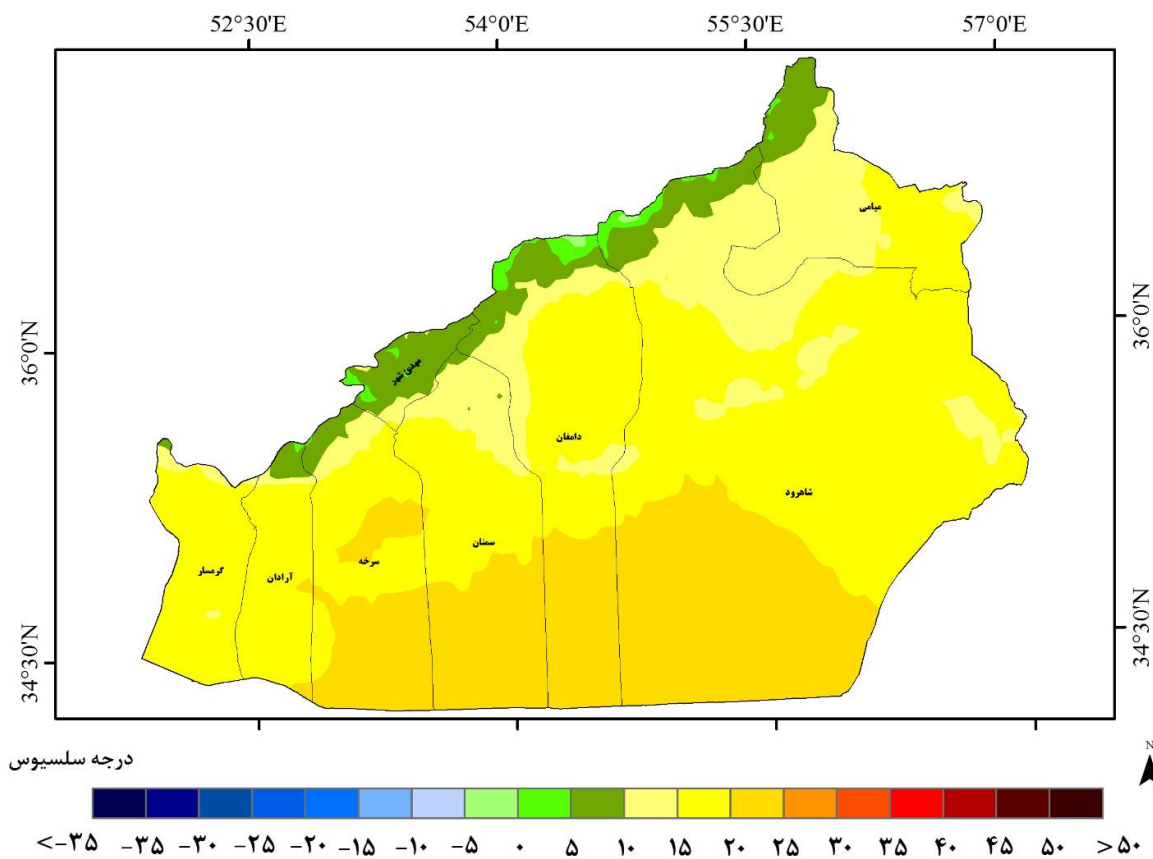 52°30'E 54°0'E 55°30'E 57°0'E
میامی
36°0'N 36°0'N
مهدی شهر
دامغان
شاهرود
سمنان
سرخه
گرمسار آرادان
34°30'N 34°30'N
درجه سلسیوس
N
<-۳۵ -۳۵ -۳۰ -۲۵ -۲۰ -۱۵ -۱۰ -۵ ۰ ۵ ۱۰ ۱۵ ۲۰ ۲۵ ۳۰ ۳۵ ۴۰ ۴۵ ۵۰ >۵۰